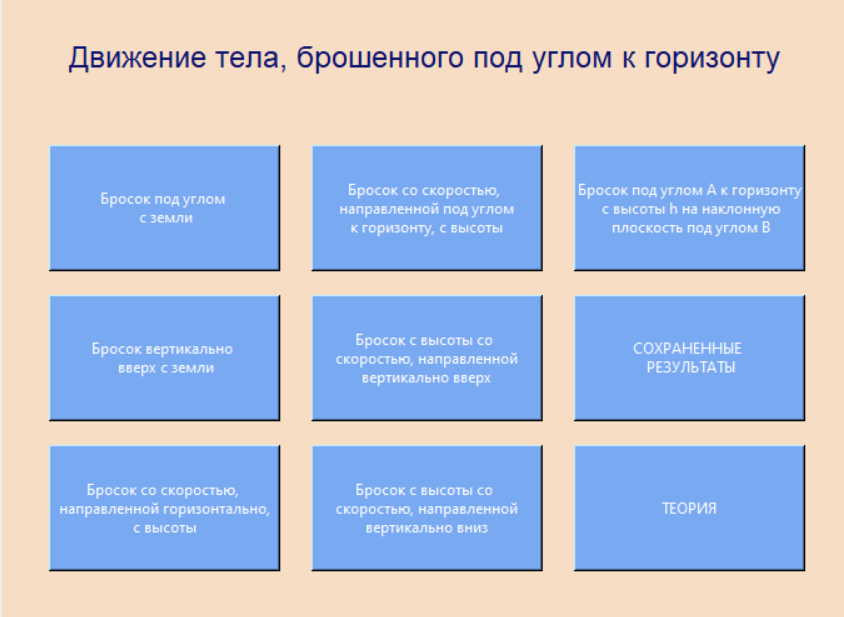 Движение тела, брошенного под углом к горизонту
Бросок под углом
с земли
Бросок со скоростью,
направленной под углом
к горизонту, с высоты
Бросок под углом А к горизонту
с высоты h на наклонную
плоскость под углом В
Бросок вертикально
вверх с земли
Бросок с высоты со
скоростью, направленной
вертикально вверх
СОХРАНЕННЫЕ
РЕЗУЛЬТАТЫ
Бросок со скоростью,
направленной горизонтально,
с высоты
Бросок с высоты со
скоростью, направленной
вертикально вниз
ТЕОРИЯ